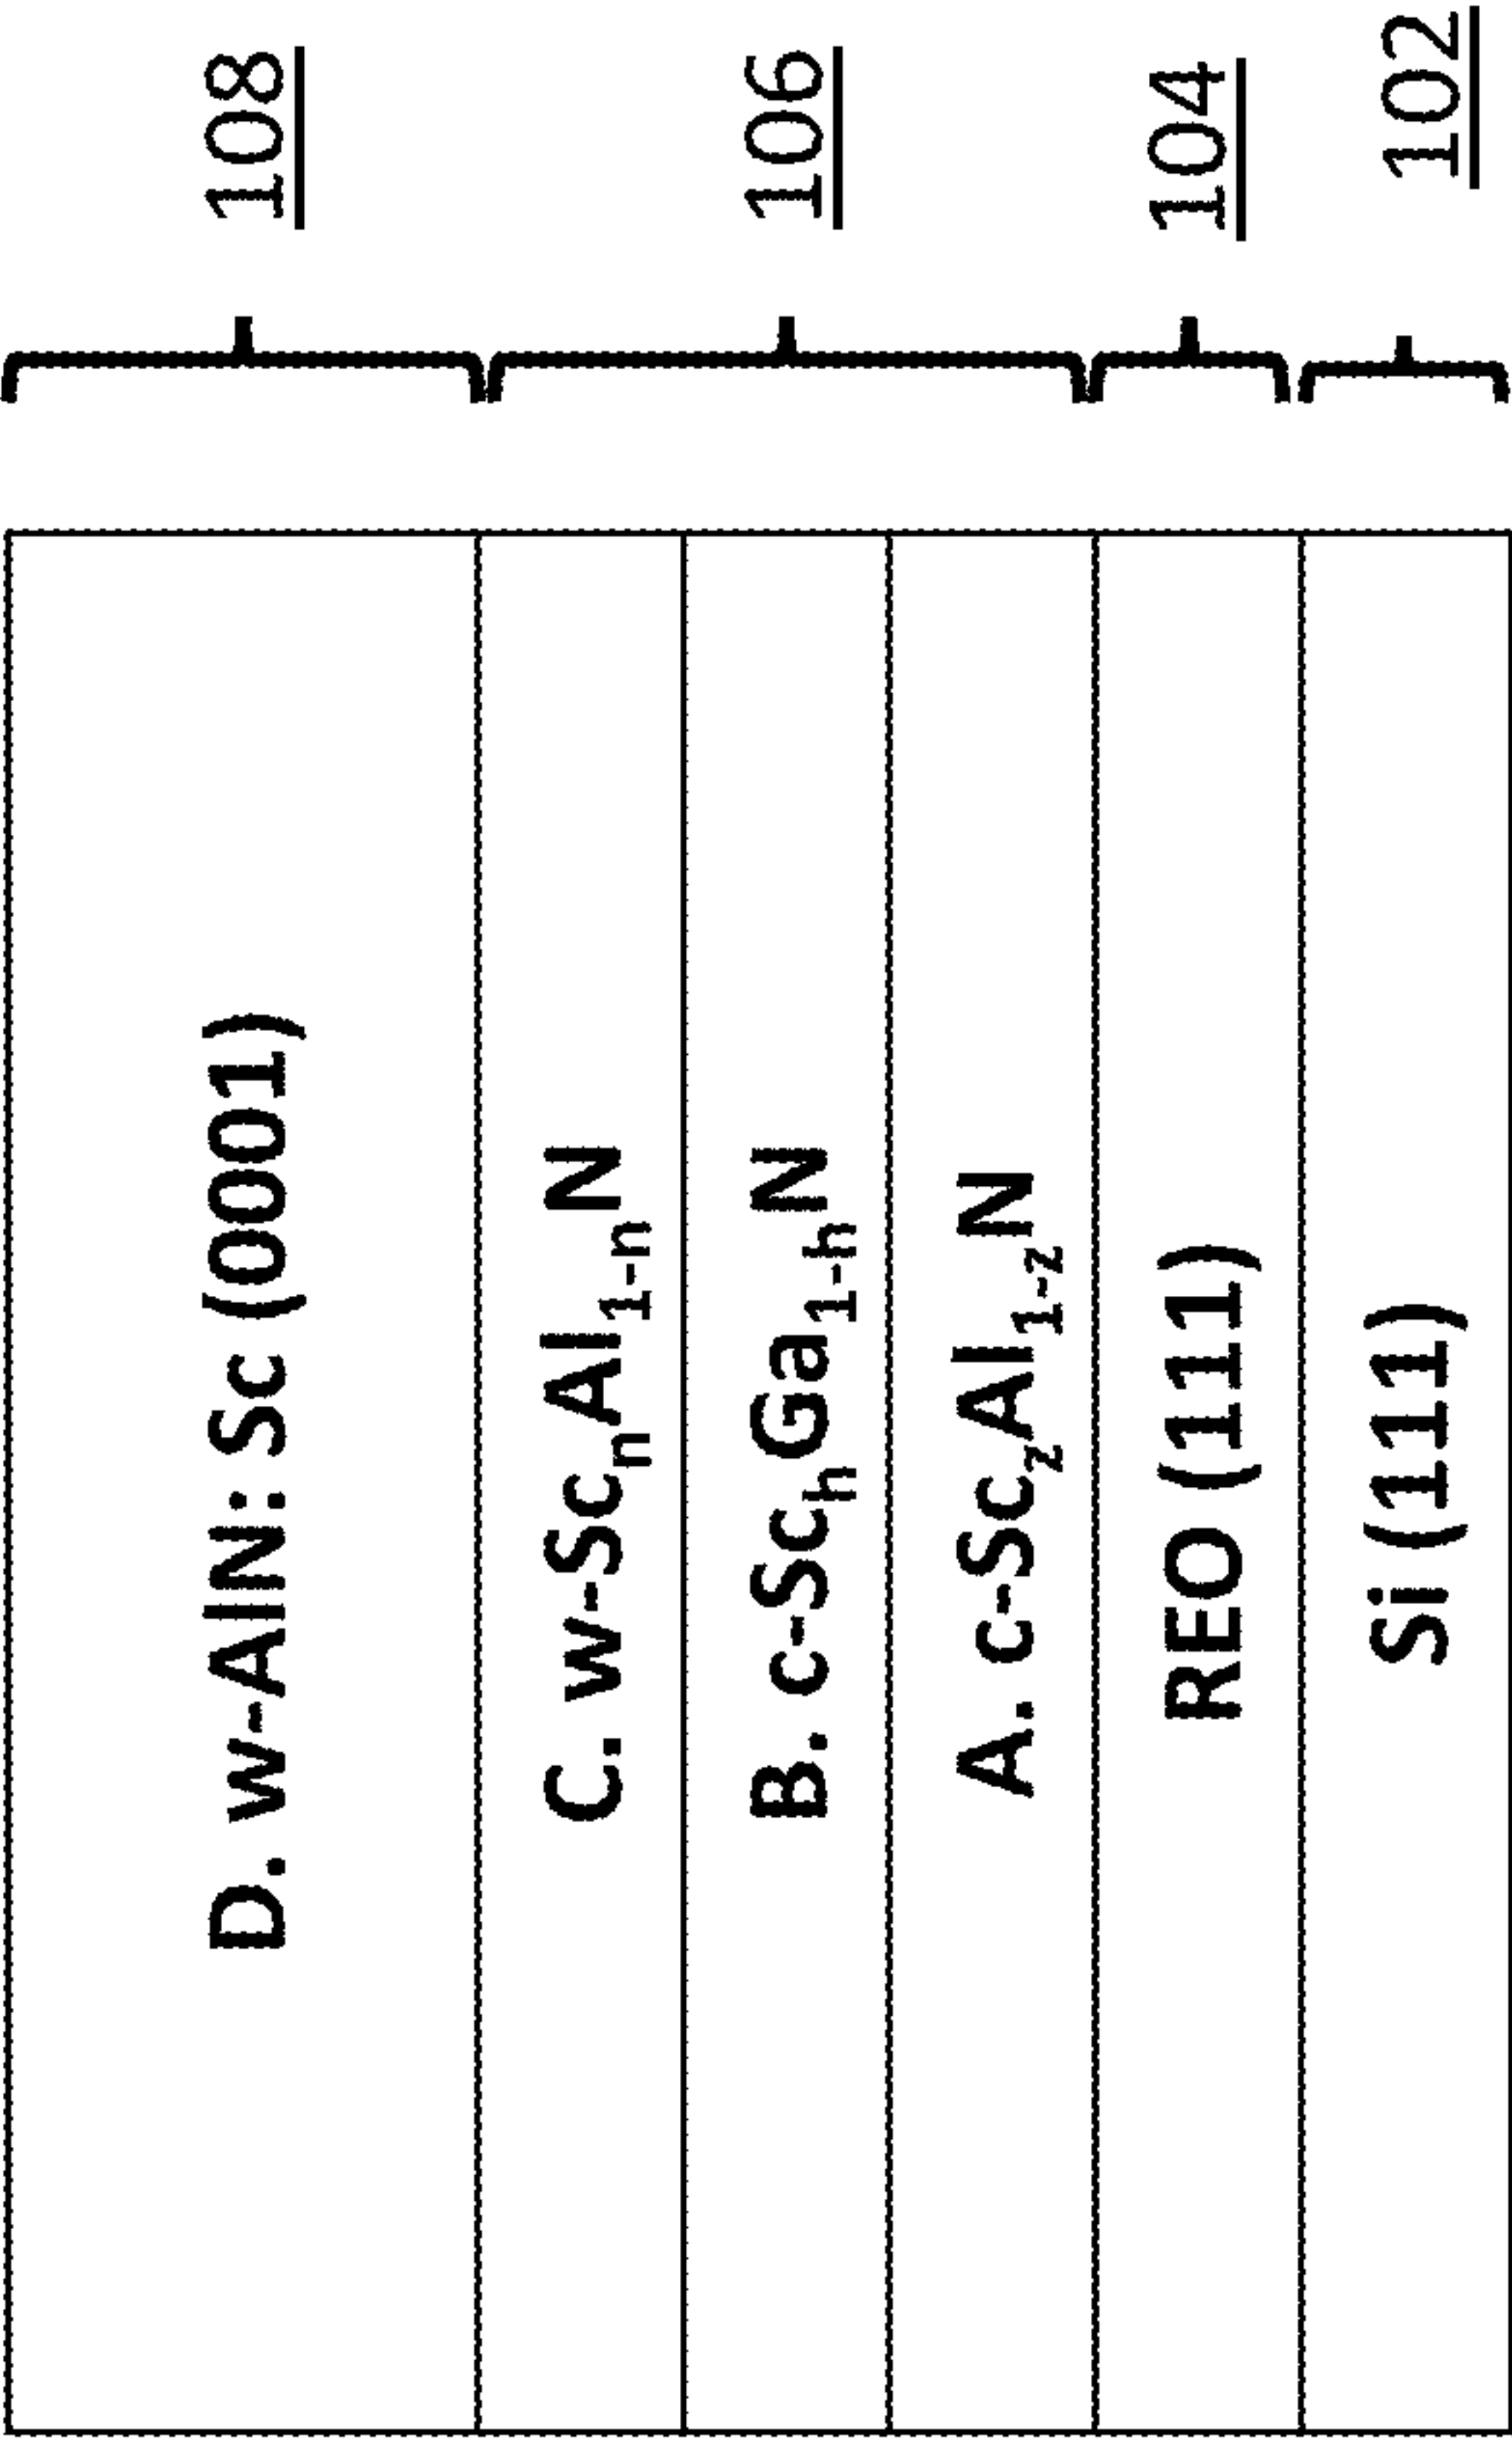 D. w-AlN: Sc (0001) 108
C. w-ScnAl1-nN
B. c-SchGa1-hN 106
A. c-SczAl1-zN
REO (111) 104
Si (111) 102